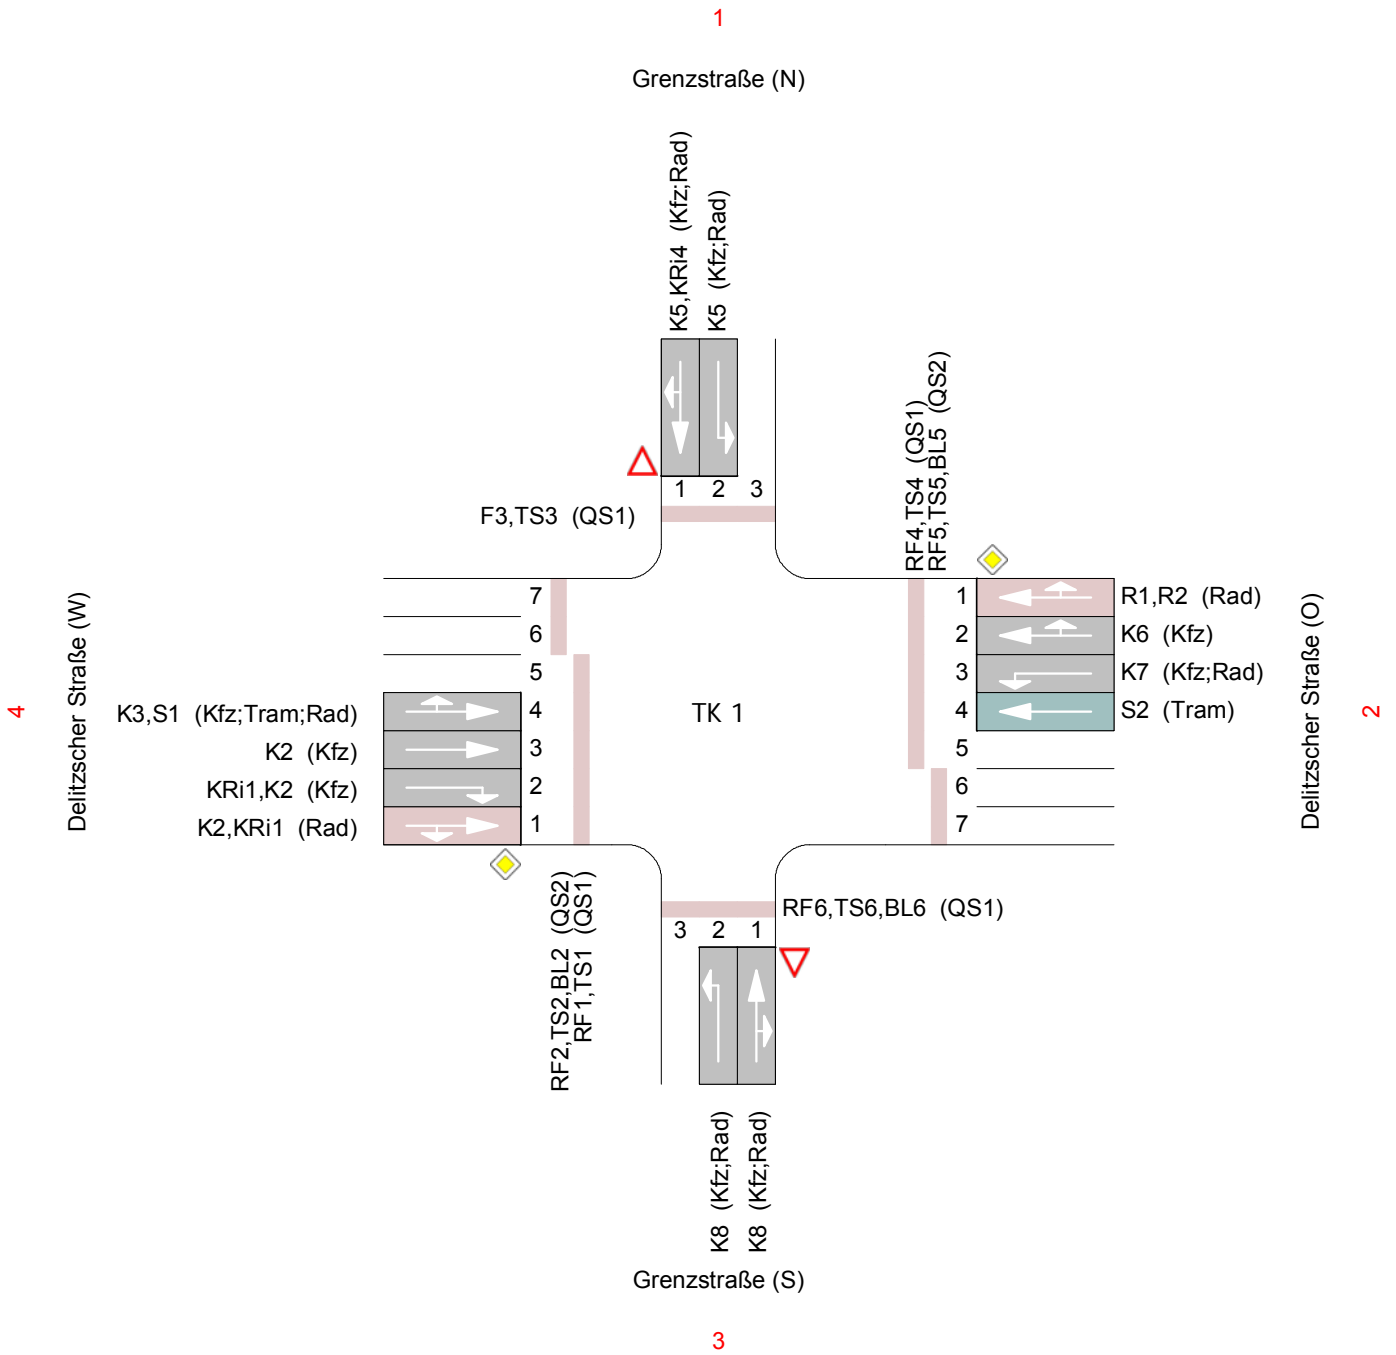 1
Grenzstraße (N)
K5,KRi4 (Kfz;Rad)
K5 (Kfz;Rad)
1 2 3
F3,TS3 (QS1)
RF4,TS4 (QS1)
RF5,TS5,BL5 (QS2)
4
Delitzscher Straße (W)
7
6
5
4
3
2
1
K3,S1 (Kfz;Tram;Rad)
K2 (Kfz)
KRi1,K2 (Kfz)
K2,KRi1 (Rad)
TK 1
1
2
3
4
5
6
7
R1,R2 (Rad)
K6 (Kfz)
K7 (Kfz;Rad)
S2 (Tram)
Delitzscher Straße (O)
2
RF2,TS2,BL2 (QS2)
RF1,TS1 (QS1)
RF6,TS6,BL6 (QS1)
3 2 1
K8 (Kfz;Rad)
K8 (Kfz;Rad)
Grenzstraße (S)
3